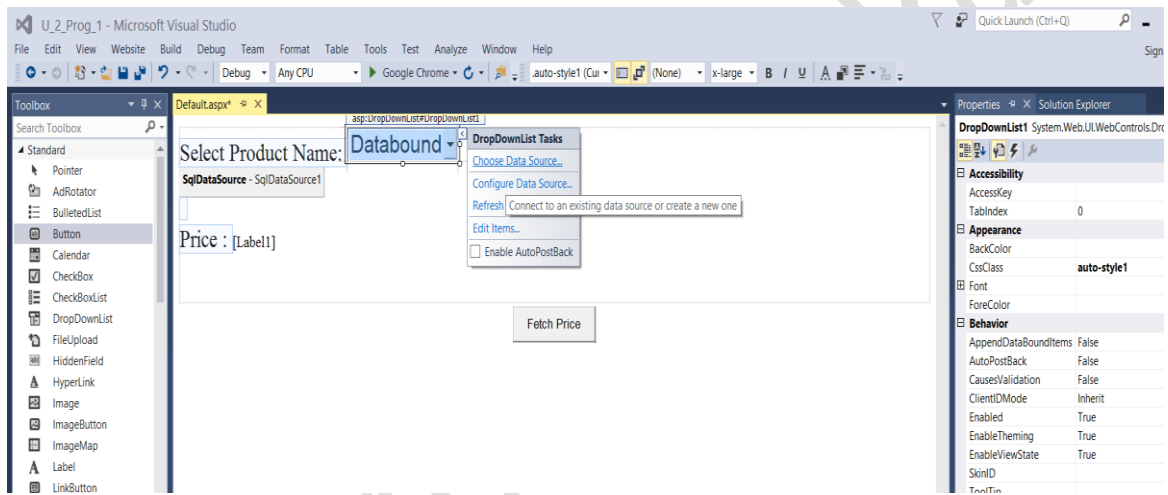 U_2_Prog_1 - Microsoft Visual Studio
Quick Launch (Ctrl+Q)
File Edit View Website Build Debug Team Format Table Tools Test Analyze Window Help
Sign
Debug Any CPU Google Chrome .auto-style1 (Cur (None) x-large B I U A
Toolbox
Default.aspx*
Properties Solution Explorer
Search Toolbox
asp:DropDownList#DropDownList1
DropDownList1 System.Web.UI.WebControls.Dro
Standard
Pointer
AdRotator
BulletedList
Button
Calendar
CheckBox
CheckBoxList
DropDownList
FileUpload
HiddenField
HyperLink
Image
ImageButton
ImageMap
Label
LinkButton
Select Product Name: Databound
SqlDataSource - SqlDataSource1
Price : [Label1]
DropDownList Tasks
Choose Data Source...
Configure Data Source...
Refresh
Connect to an existing data source or create a new one
Edit Items...
Enable AutoPostBack
Fetch Price
Accessibility
AccessKey
TabIndex 0
Appearance
BackColor
CssClass auto-style1
Font
ForeColor
Behavior
AppendDataBoundItems False
AutoPostBack False
CausesValidation False
ClientIDMode Inherit
Enabled True
EnableTheming True
EnableViewState True
SkinID
ToolTip